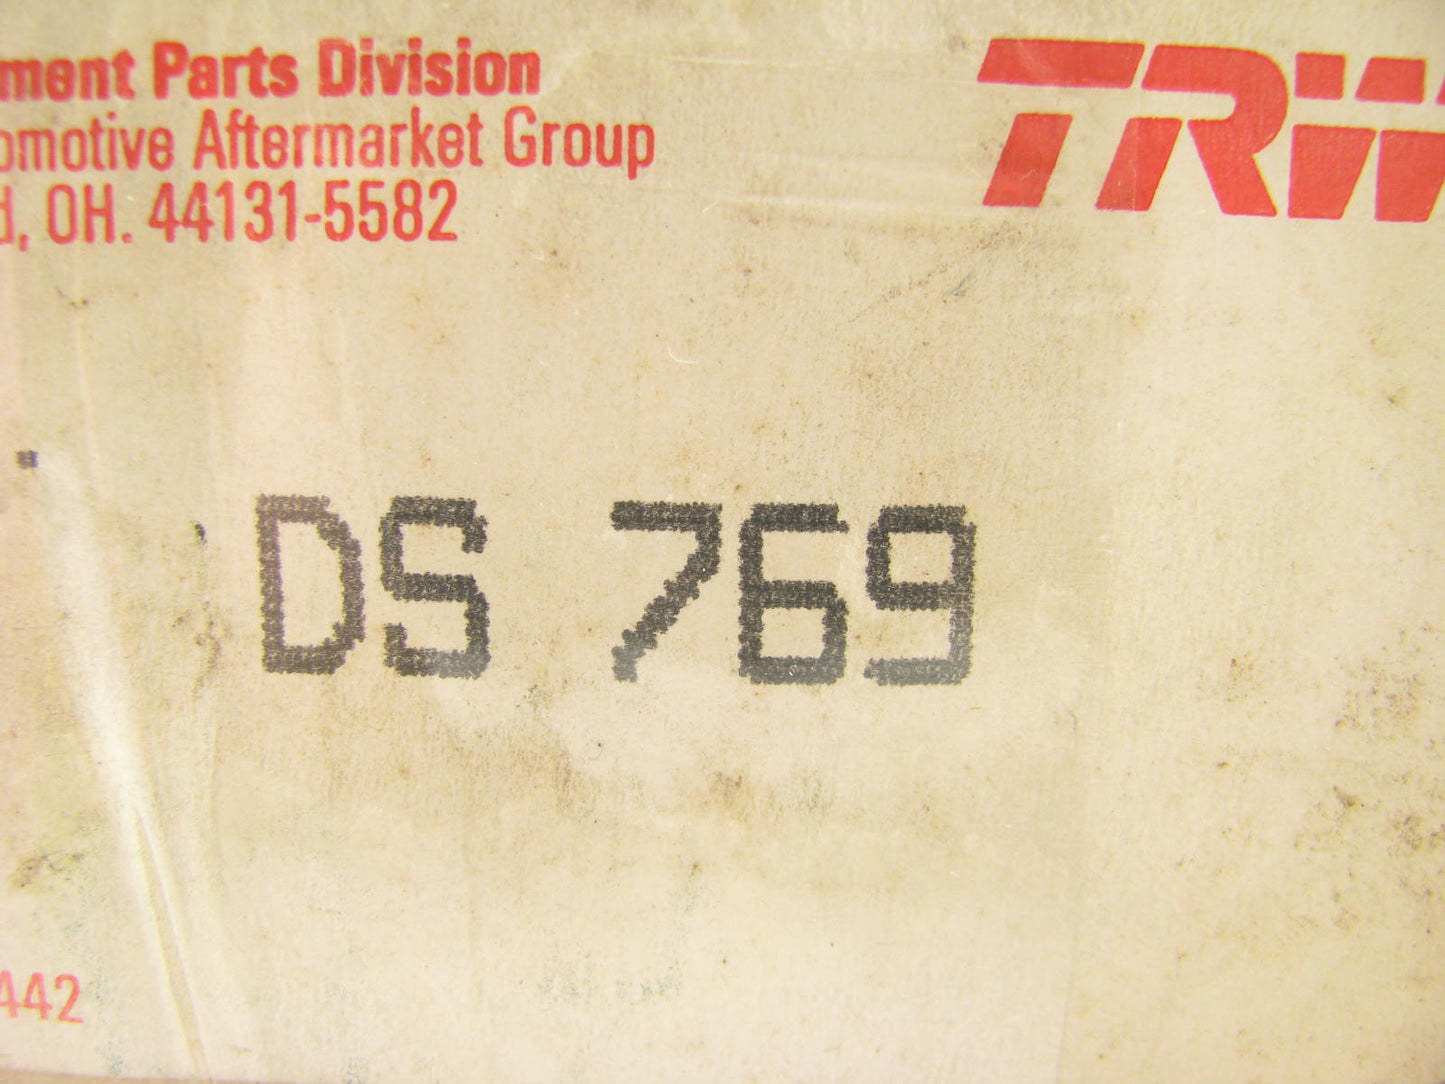 ment Parts Division
TRW
omotive Aftermarket Group
d, OH. 44131-5582
DS 769
442